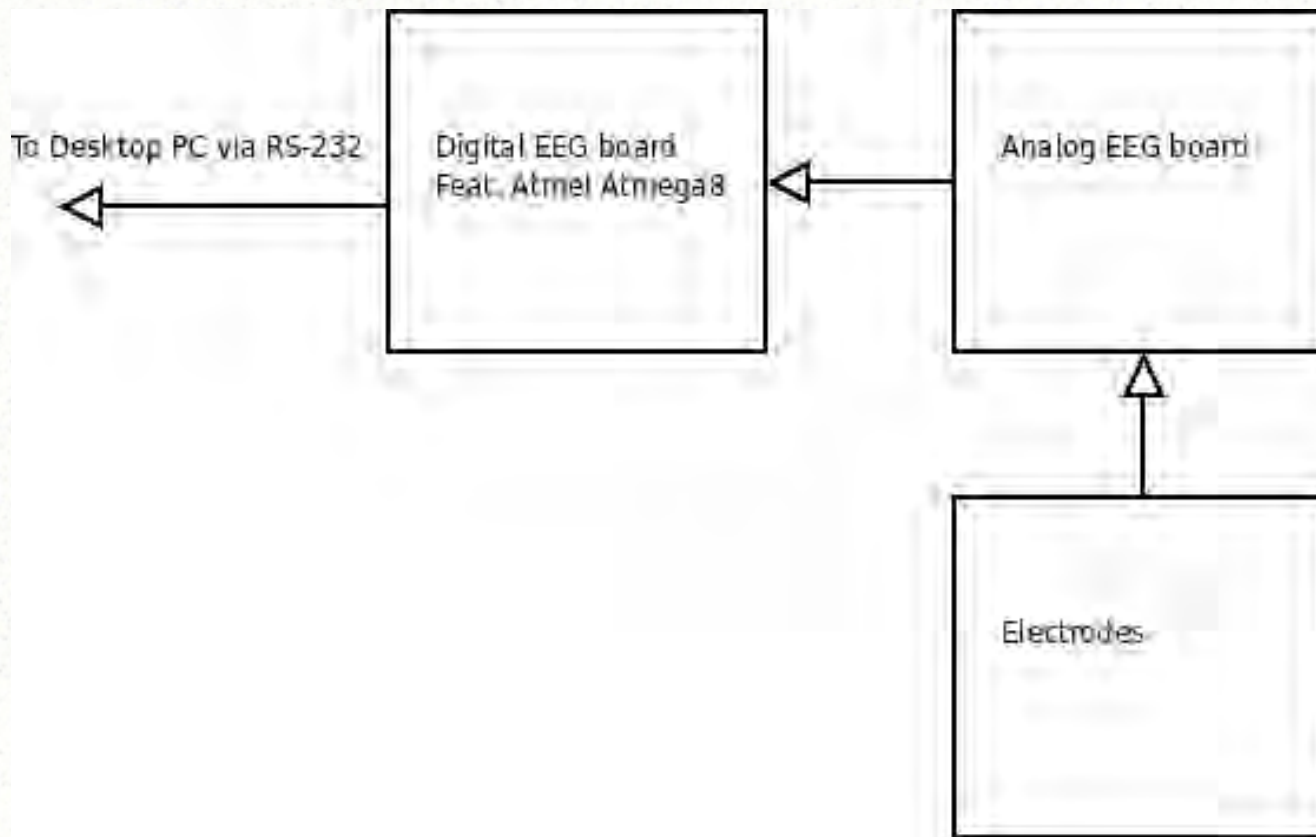 To Desktop PC via RS-232
Digital EEG board
Feat. Atmel Atmega8
Analog EEG board
Electrodes